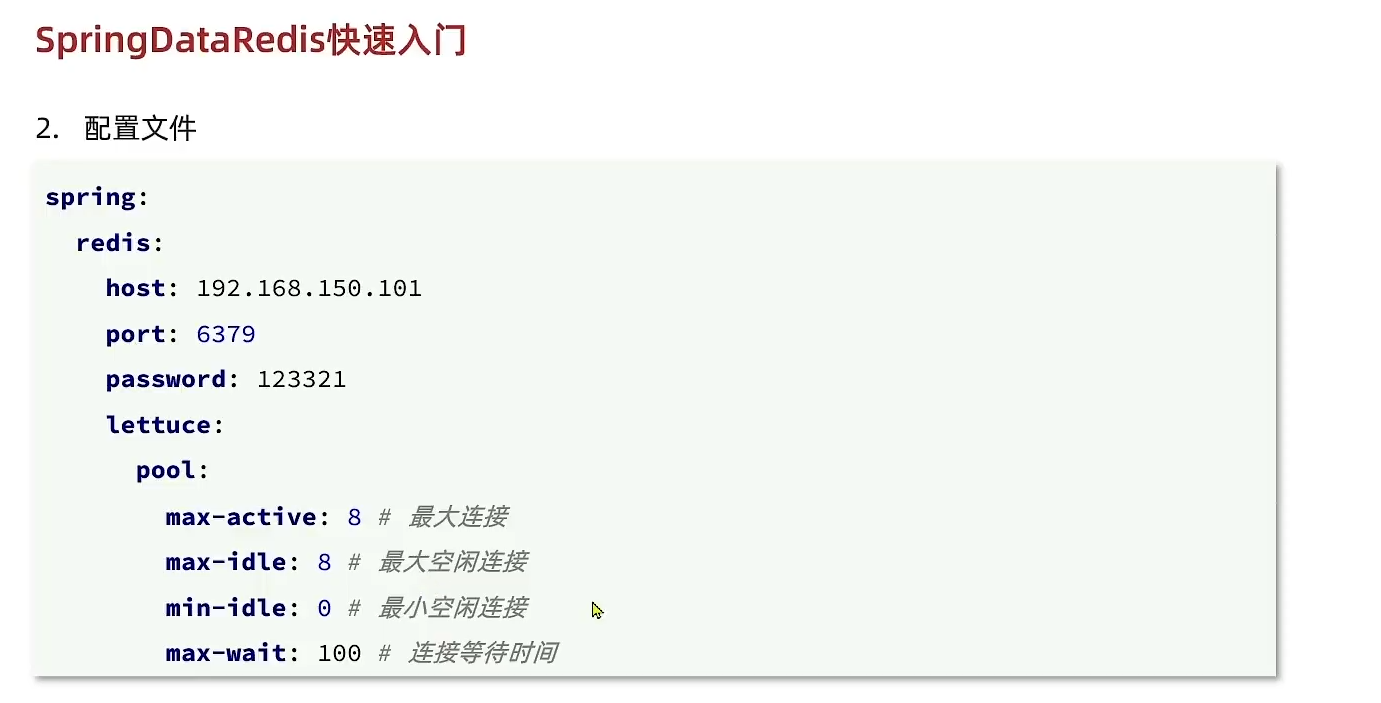 SpringDataRedis快速入门
2. 配置文件
spring:
  redis:
    host: 192.168.150.101
    port: 6379
    password: 123321
    lettuce:
      pool:
        max-active: 8 # 最大连接
        max-idle: 8 # 最大空闲连接
        min-idle: 0 # 最小空闲连接
        max-wait: 100 # 连接等待时间